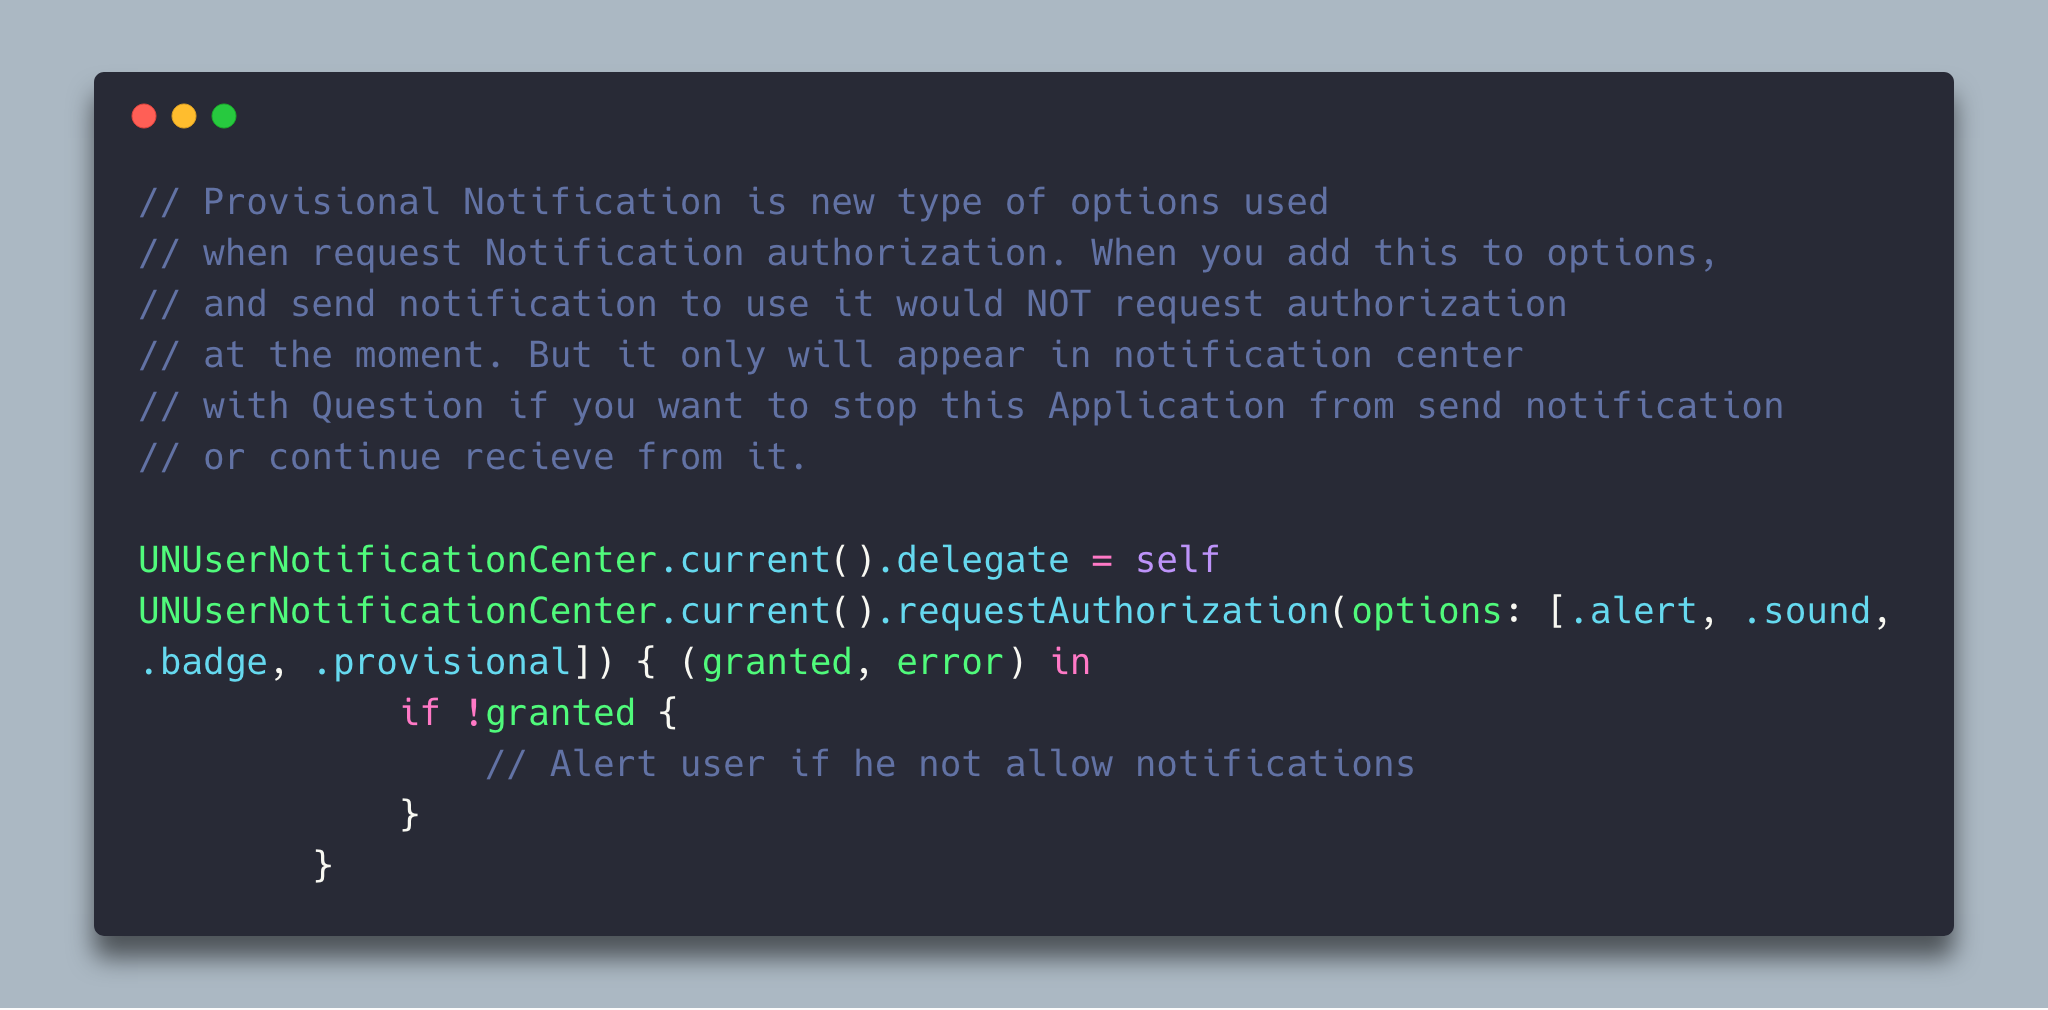 // Provisional Notification is new type of options used
// when request Notification authorization. When you add this to options,
// and send notification to use it would NOT request authorization
// at the moment. But it only will appear in notification center
// with Question if you want to stop this Application from send notification
// or continue recieve from it.
UNUserNotificationCenter.current().delegate = self
UNUserNotificationCenter.current().requestAuthorization(options: [.alert, .sound,
.badge, .provisional]) { (granted, error) in
if !granted {
// Alert user if he not allow notifications
}
}